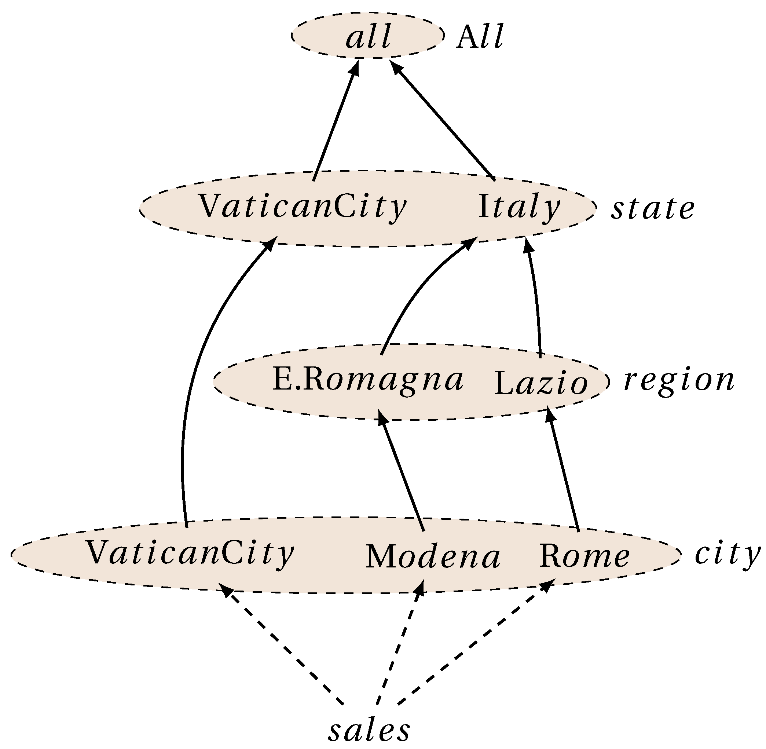 all All
VaticanCity Italy state
E.Romagna Lazio region
VaticanCity Modena Rome city
sales